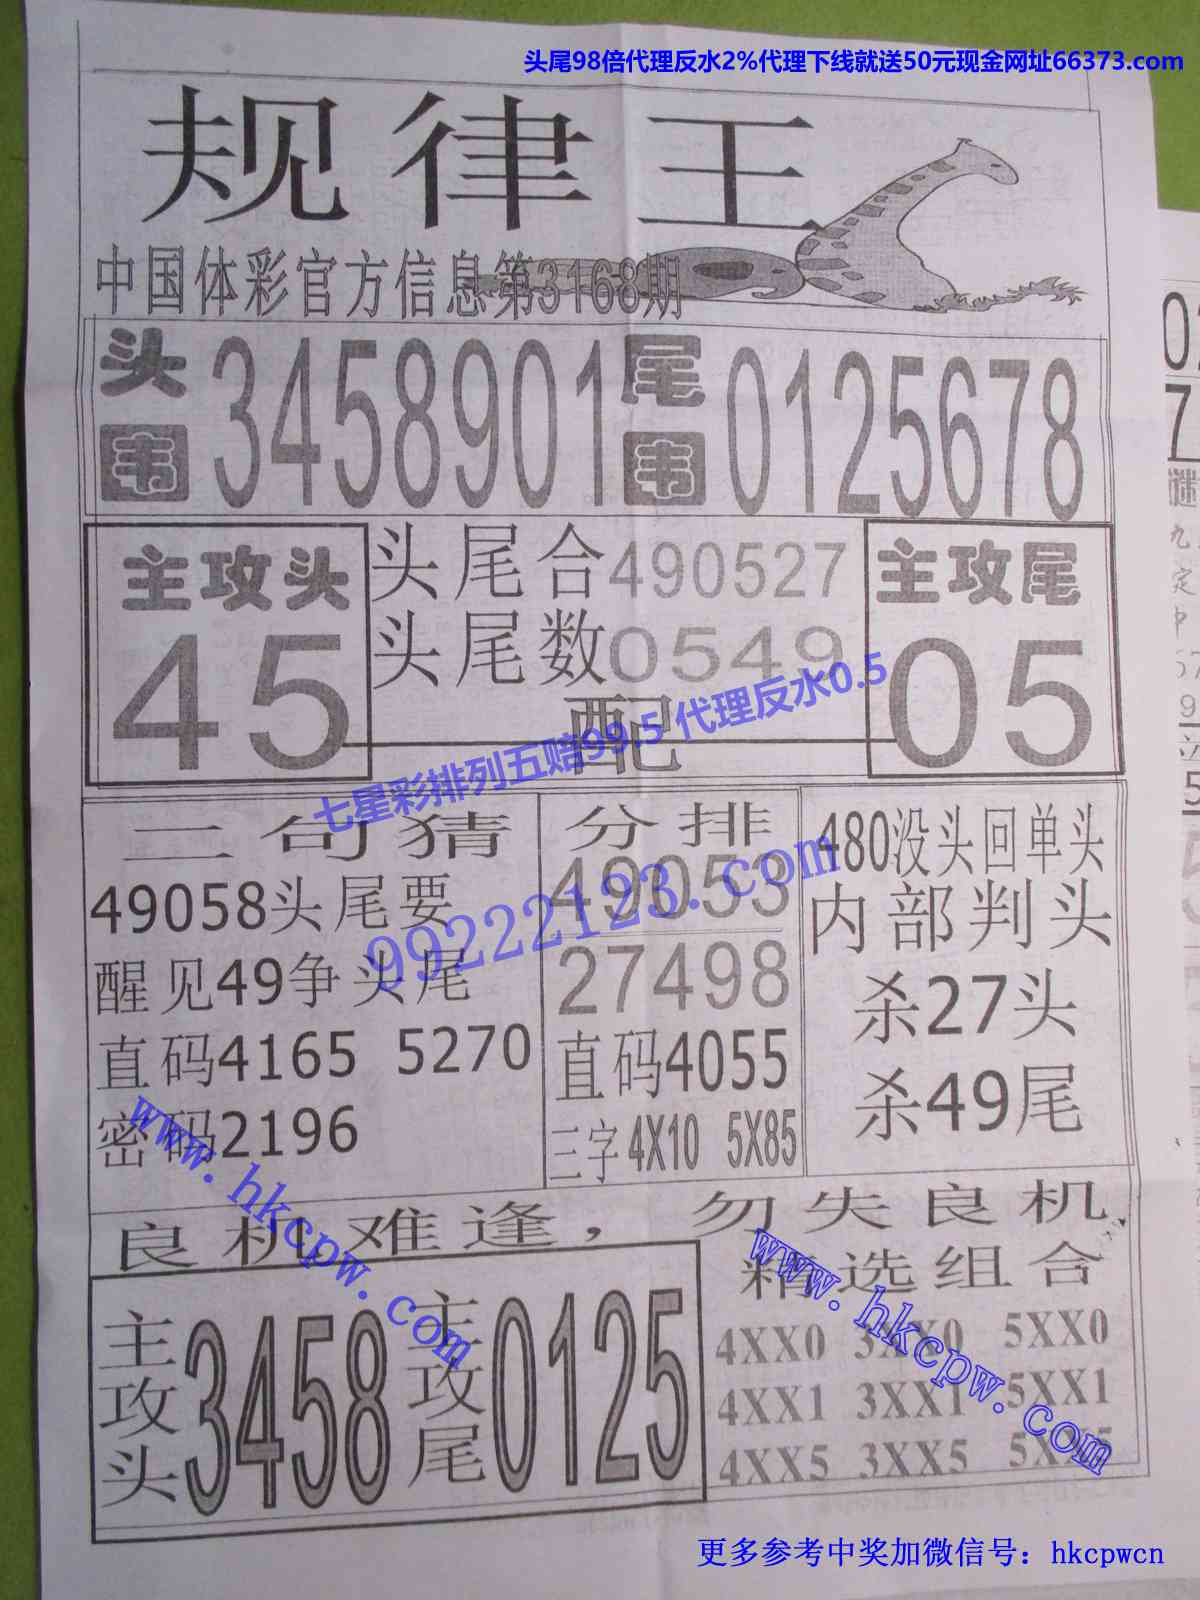 头尾98倍代理反水2%代理下线就送50元现金网址66373.com
规律王
中国体彩官方信息第3168期
头韦 3458901 尾韦 0125678
主攻头
45
头尾合490527
头尾数0549
配
主攻尾
05
七星彩排列五赔99.5 代理反水0.5
二句猜
49058头尾要
醒见49争头尾
直码4165 5270
密码2196
分排
49053
27498
直码4055
三字 4X10 5X85
480没头回单头
内部判头
杀27头
杀49尾
99222123.com
良机难逢，勿失良机
主攻头 3458 主攻尾 0125
精选组合
4XX0 3XX0 5XX0
4XX1 3XX1 5XX1
4XX5 3XX5 5XX5
www.hkcpw.com
www.hkcpw.com
更多参考中奖加微信号：hkcpwcn